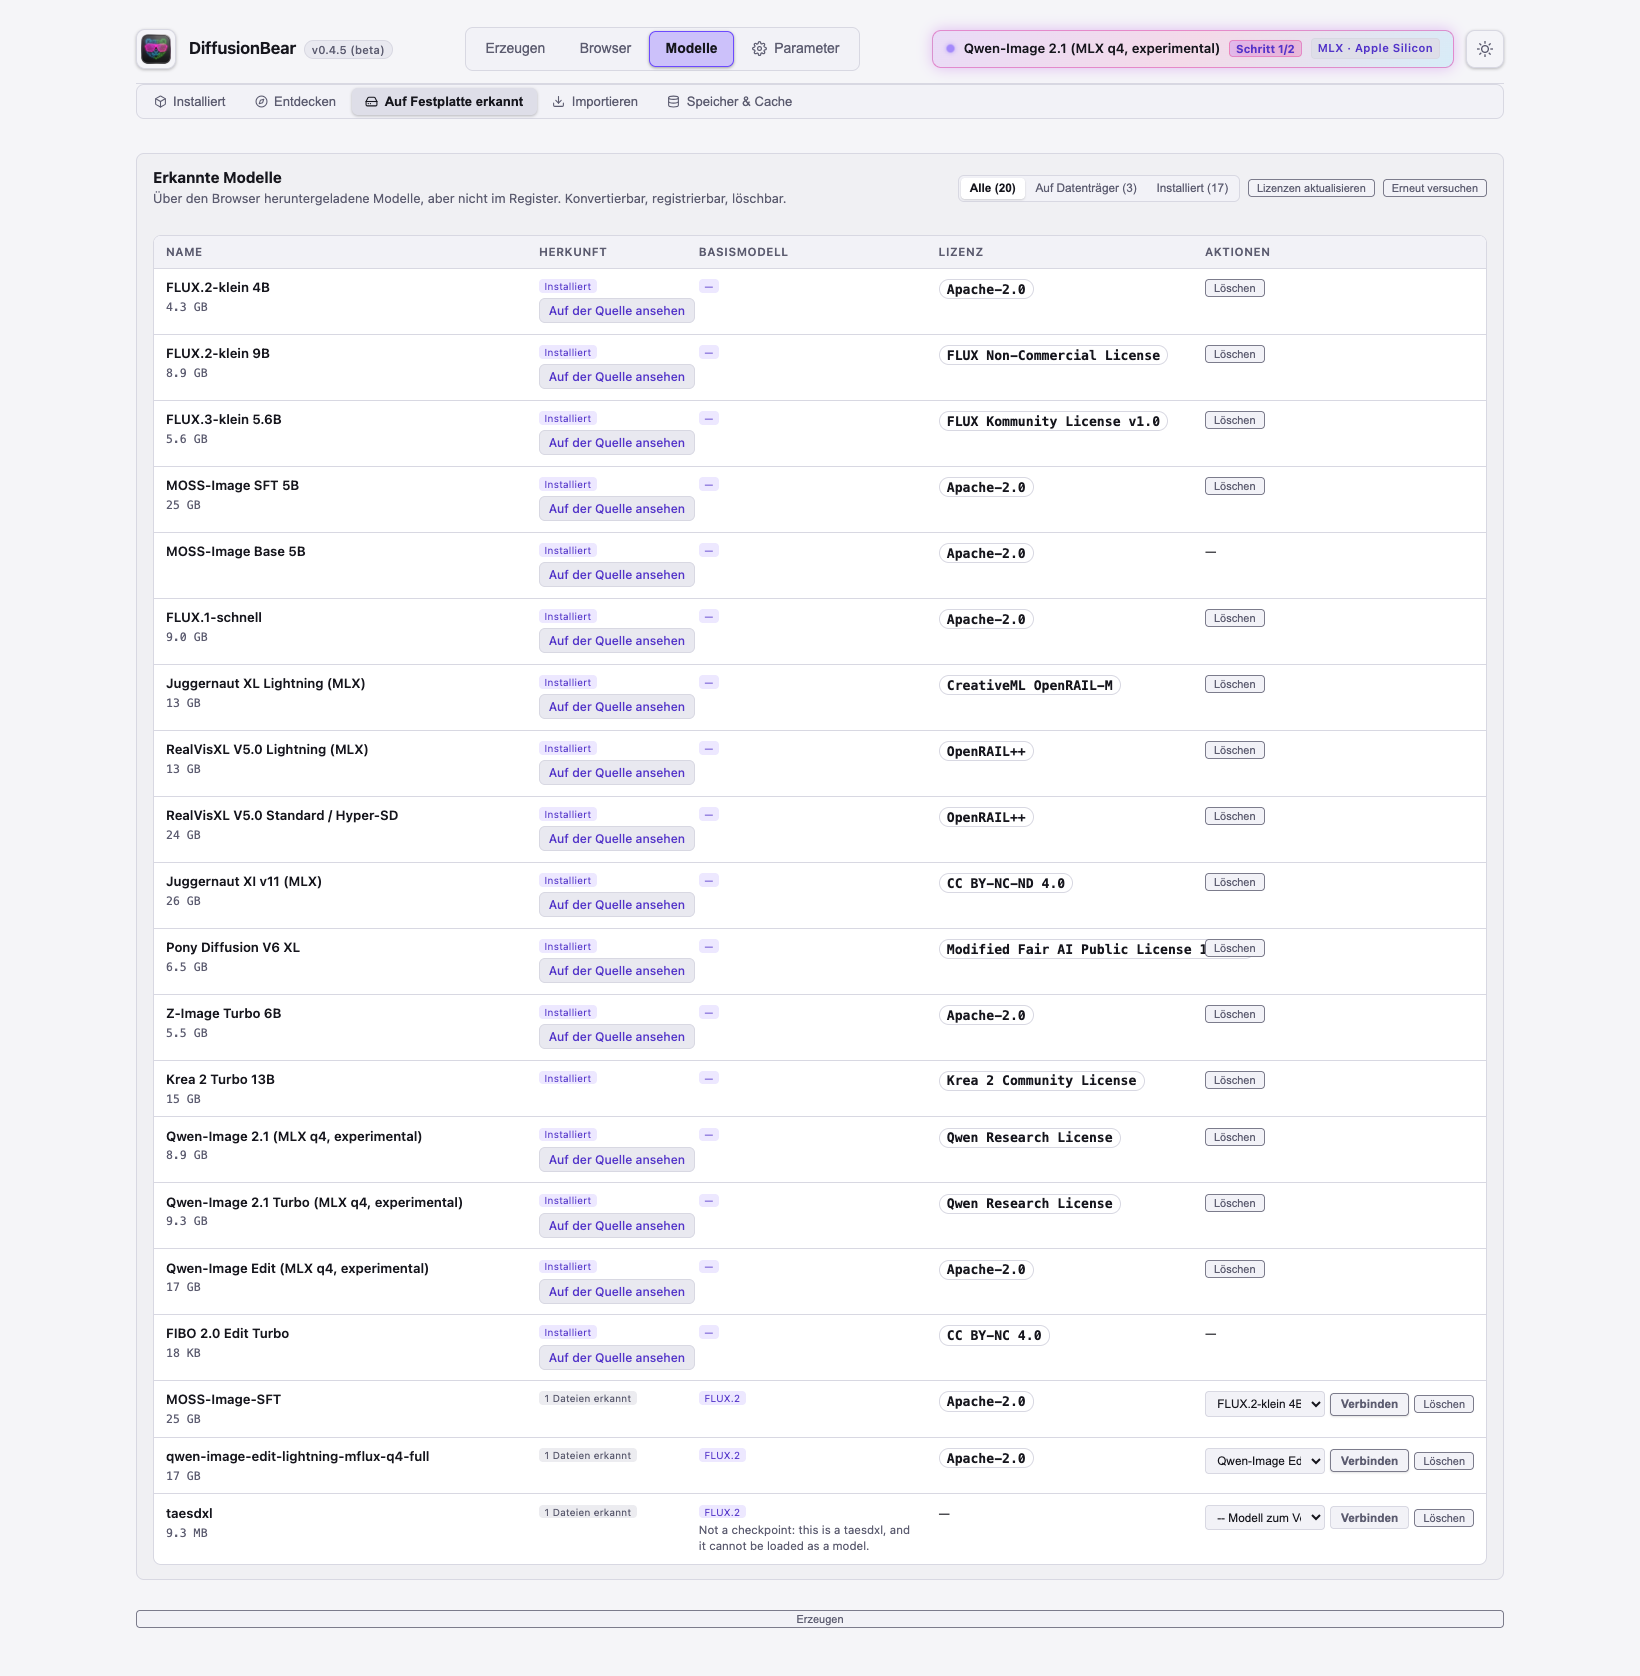 DiffusionBear v0.4.5 (beta)
Erzeugen Browser Modelle Parameter
Qwen-Image 2.1 (MLX q4, experimental) Schritt 1/2 MLX · Apple Silicon
Installiert Entdecken Auf Festplatte erkannt Importieren Speicher & Cache
Erkannte Modelle
Über den Browser heruntergeladene Modelle, aber nicht im Register. Konvertierbar, registrierbar, löschbar.
Alle (20) Auf Datenträger (3) Installiert (17) Lizenzen aktualisieren Erneut versuchen
NAME HERKUNFT BASISMODELL LIZENZ AKTIONEN
FLUX.2-klein 4B Installiert — Apache-2.0 Löschen
4.3 GB Auf der Quelle ansehen
FLUX.2-klein 9B Installiert — FLUX Non-Commercial License Löschen
8.9 GB Auf der Quelle ansehen
FLUX.3-klein 5.6B Installiert — FLUX Kommunity License v1.0 Löschen
5.6 GB Auf der Quelle ansehen
MOSS-Image SFT 5B Installiert — Apache-2.0 Löschen
25 GB Auf der Quelle ansehen
MOSS-Image Base 5B Installiert — Apache-2.0 —
Auf der Quelle ansehen
FLUX.1-schnell Installiert — Apache-2.0 Löschen
9.0 GB Auf der Quelle ansehen
Juggernaut XL Lightning (MLX) Installiert — CreativeML OpenRAIL-M Löschen
13 GB Auf der Quelle ansehen
RealVisXL V5.0 Lightning (MLX) Installiert — OpenRAIL++ Löschen
13 GB Auf der Quelle ansehen
RealVisXL V5.0 Standard / Hyper-SD Installiert — OpenRAIL++ Löschen
24 GB Auf der Quelle ansehen
Juggernaut XI v11 (MLX) Installiert — CC BY-NC-ND 4.0 Löschen
26 GB Auf der Quelle ansehen
Pony Diffusion V6 XL Installiert — Modified Fair AI Public License Löschen
6.5 GB Auf der Quelle ansehen
Z-Image Turbo 6B Installiert — Apache-2.0 Löschen
5.5 GB Auf der Quelle ansehen
Krea 2 Turbo 13B Installiert — Krea 2 Community License Löschen
15 GB
Qwen-Image 2.1 (MLX q4, experimental) Installiert — Qwen Research License Löschen
8.9 GB Auf der Quelle ansehen
Qwen-Image 2.1 Turbo (MLX q4, experimental) Installiert — Qwen Research License Löschen
9.3 GB Auf der Quelle ansehen
Qwen-Image Edit (MLX q4, experimental) Installiert — Apache-2.0 Löschen
17 GB Auf der Quelle ansehen
FIBO 2.0 Edit Turbo Installiert — CC BY-NC 4.0 —
18 KB Auf der Quelle ansehen
MOSS-Image-SFT 1 Dateien erkannt FLUX.2 Apache-2.0 FLUX.2-klein 4B Verbinden Löschen
25 GB
qwen-image-edit-lightning-mflux-q4-full 1 Dateien erkannt FLUX.2 Apache-2.0 Qwen-Image Ed Verbinden Löschen
17 GB
taesdxl 1 Dateien erkannt FLUX.2 — -- Modell zum Verbinden Löschen
9.3 MB Not a checkpoint: this is a taesdxl, and
it cannot be loaded as a model.
Erzeugen